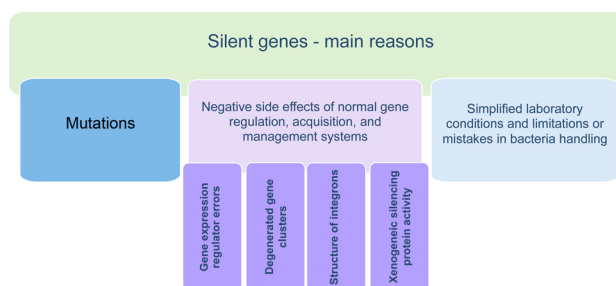 Silent genes - main reasons
Mutations
Negative side effects of normal gene
regulation, acquisition, and
management systems
Simplified laboratory
conditions and limitations or
mistakes in bacteria handling
Gene expression
regulator errors
Degenerated gene
clusters
Structure of integrons
Xenogeneic silencing
protein activity